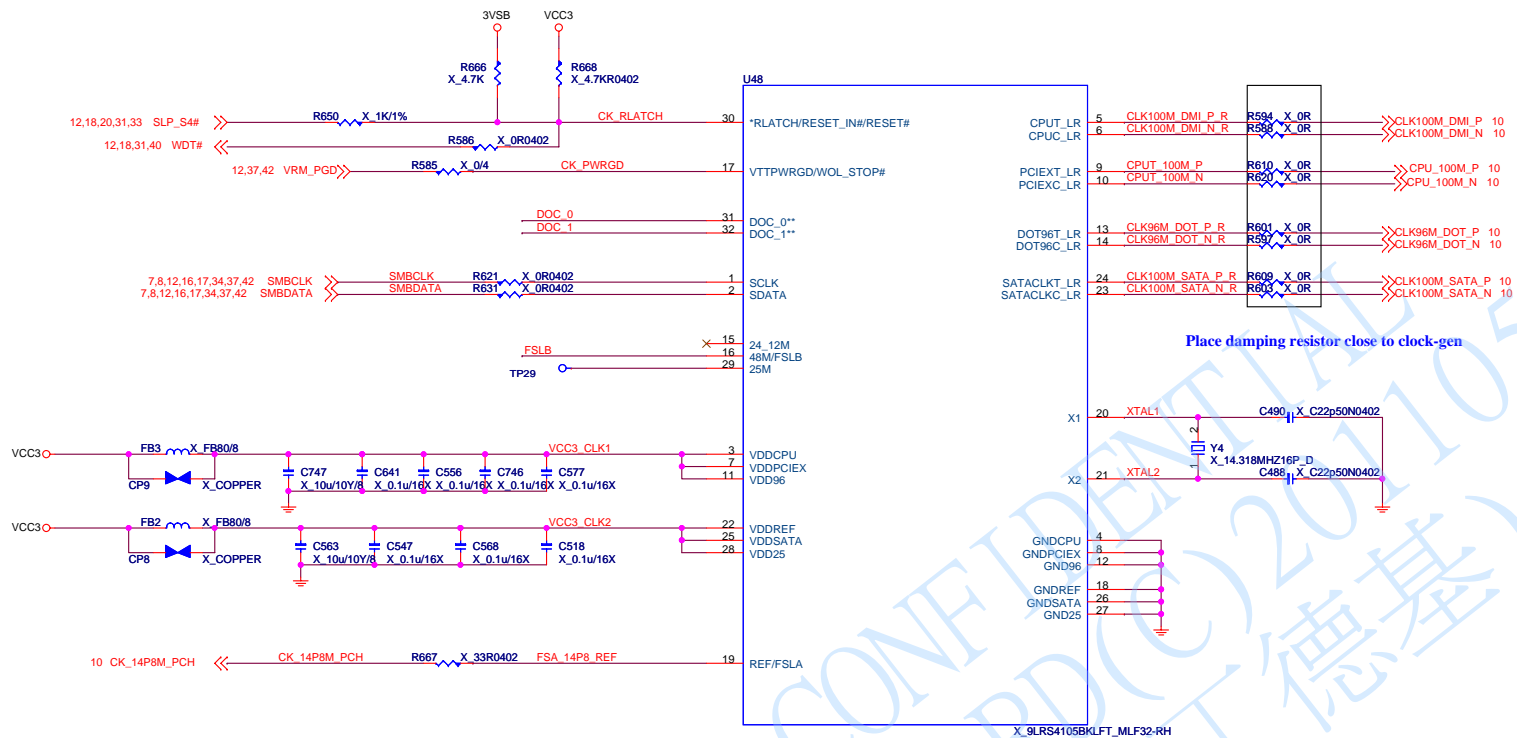 3VSB
VCC3
R666
X_4.7K
R668
X_4.7KR0402
U48
12,18,20,31,33 SLP_S4#
R650 X_1K/1%
CK_RLATCH
30
*RLATCH/RESET_IN#/RESET#
12,18,31,40 WDT#
R586 X_0R0402
12,37,42 VRM_PGD
R585 X_0/4
CK_PWRGD
17
VTTPWRGD/WOL_STOP#
DOC_0
31
DOC_0**
DOC_1
32
DOC_1**
7,8,12,16,17,34,37,42 SMBCLK
SMBCLK
R621 X_0R0402
1
SCLK
7,8,12,16,17,34,37,42 SMBDATA
SMBDATA
R631 X_0R0402
2
SDATA
15
24_12M
FSLB
16
48M/FSLB
TP29
29
25M
VCC3
FB3 X_FB80/8
CP9 X_COPPER
VCC3_CLK1
C747
X_10u/10Y/8
C641
X_0.1u/16X
C556
X_0.1u/16X
C746
X_0.1u/16X
C577
X_0.1u/16X
3
VDDCPU
7
VDDPCIEX
11
VDD96
VCC3
FB2 X_FB80/8
CP8 X_COPPER
VCC3_CLK2
C563
X_10u/10Y/8
C547
X_0.1u/16X
C568
X_0.1u/16X
C518
X_0.1u/16X
22
VDDREF
25
VDDSATA
28
VDD25
10 CK_14P8M_PCH
CK_14P8M_PCH
R667 X_33R0402
FSA_14P8_REF
19
REF/FSLA
CPUT_LR
5
CLK100M_DMI_P_R
R594 X_0R
CLK100M_DMI_P 10
CPUC_LR
6
CLK100M_DMI_N_R
R588 X_0R
CLK100M_DMI_N 10
PCIEXT_LR
9
CPUT_100M_P
R610 X_0R
CPU_100M_P 10
PCIEXC_LR
10
CPUT_100M_N
R620 X_0R
CPU_100M_N 10
DOT96T_LR
13
CLK96M_DOT_P_R
R601 X_0R
CLK96M_DOT_P 10
DOT96C_LR
14
CLK96M_DOT_N_R
R597 X_0R
CLK96M_DOT_N 10
SATACLKT_LR
24
CLK100M_SATA_P_R
R609 X_0R
CLK100M_SATA_P 10
SATACLKC_LR
23
CLK100M_SATA_N_R
R603 X_0R
CLK100M_SATA_N 10
Place damping resistor close to clock-gen
X1
20
XTAL1
C490 X_C22p50N0402
2
Y4
X_14.318MHZ16P_D
1
X2
21
XTAL2
C488 X_C22p50N0402
GNDCPU
4
GNDPCIEX
8
GND96
12
GNDREF
18
GNDSATA
26
GND25
27
X_9LRS4105BKLFT_MLF32-RH
CONFIDENTIAL
RD(C)201105
德基